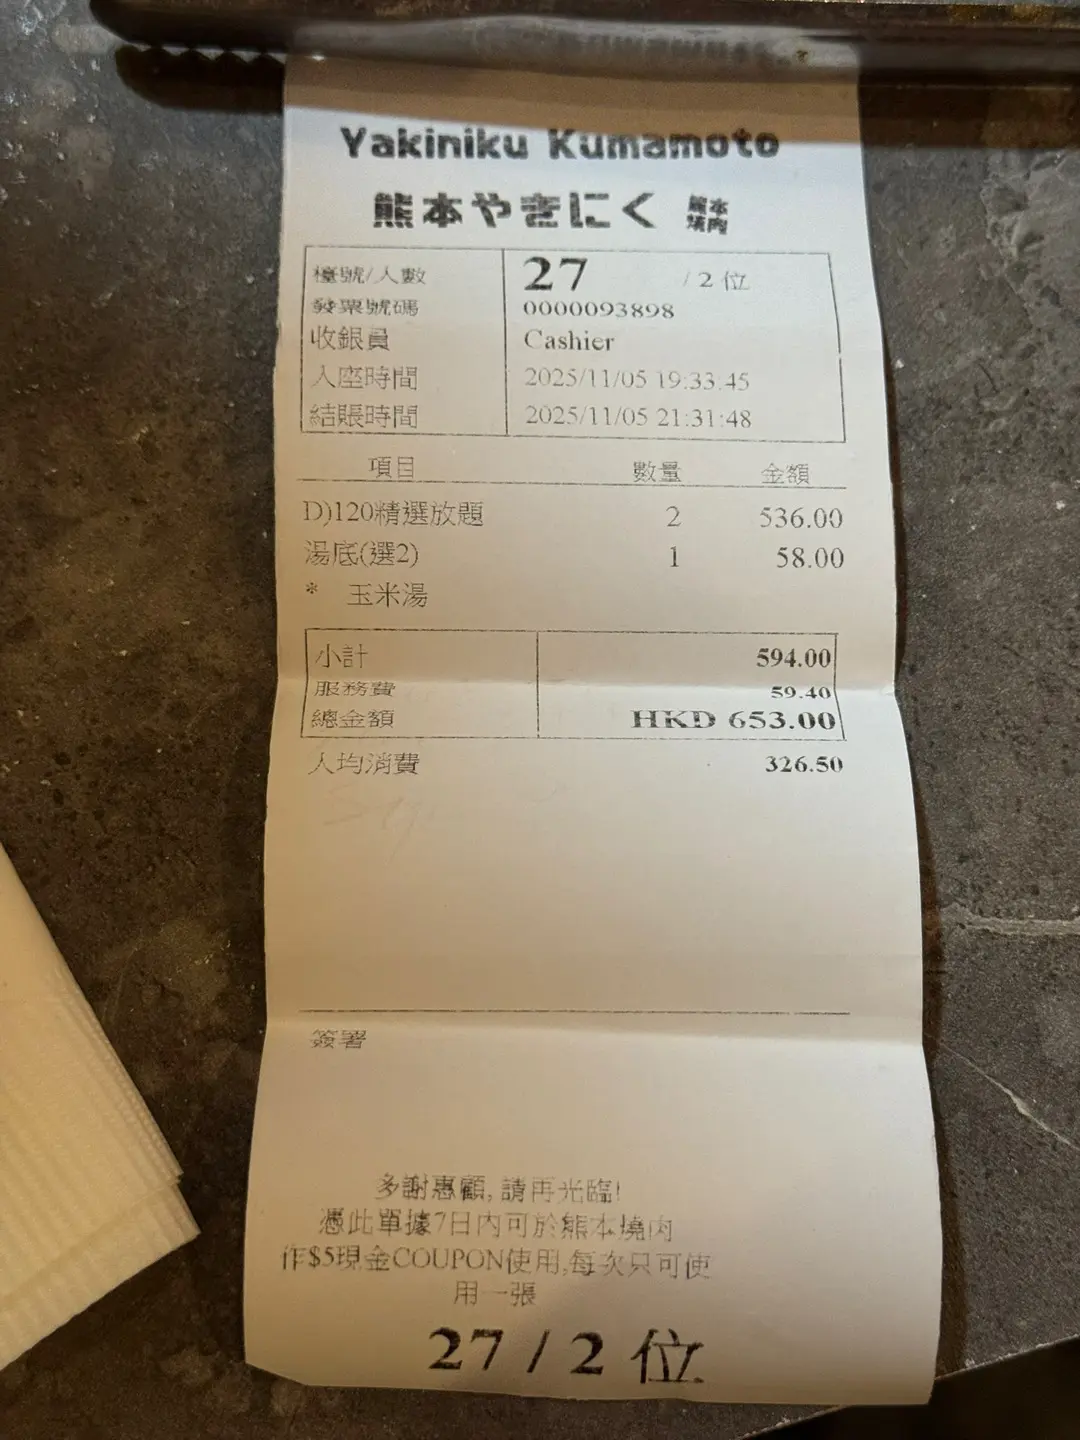 Yakiniku Kumamoto
熊本やきにく 熊本焼肉
檯號/人數 27 / 2 位
發票號碼 0000093898
收銀員 Cashier
入座時間 2025/11/05 19:33:45
結賬時間 2025/11/05 21:31:48
項目 數量 金額
D)120精選放題 2 536.00
湯底(選2) 1 58.00
* 玉米湯
小計 594.00
服務費 59.40
總金額 HKD 653.00
人均消費 326.50
簽署
多謝惠顧, 請再光臨!
憑此單據7日內可於熊本燒肉
作$5現金COUPON使用,每次只可使
用一張
27 / 2 位